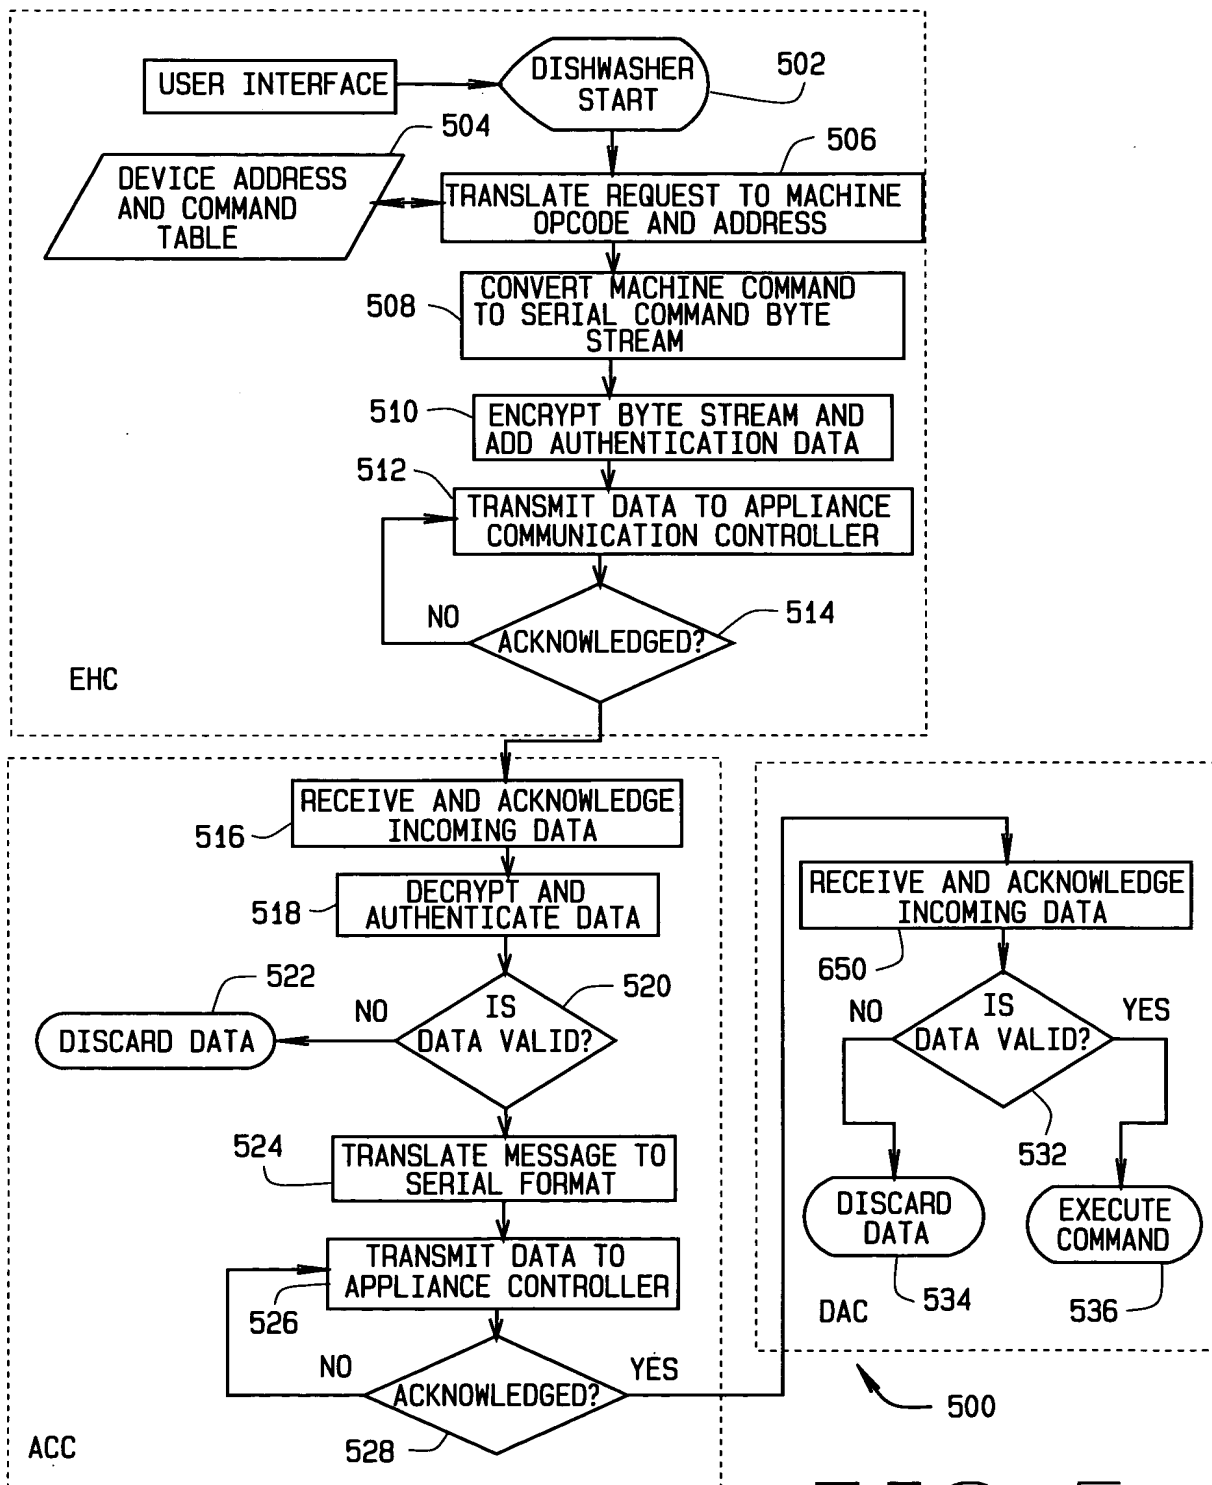 USER INTERFACE
DISHWASHER
START
502
504
506
DEVICE ADDRESS
AND COMMAND
TABLE
TRANSLATE REQUEST TO MACHINE
OPCODE AND ADDRESS
508
CONVERT MACHINE COMMAND
TO SERIAL COMMAND BYTE
STREAM
510
ENCRYPT BYTE STREAM AND
ADD AUTHENTICATION DATA
512
TRANSMIT DATA TO APPLIANCE
COMMUNICATION CONTROLLER
NO
ACKNOWLEDGED?
514
EHC
RECEIVE AND ACKNOWLEDGE
INCOMING DATA
516
DECRYPT AND
AUTHENTICATE DATA
518
522
NO
IS
DATA VALID?
520
DISCARD DATA
524
TRANSLATE MESSAGE TO
SERIAL FORMAT
TRANSMIT DATA TO
APPLIANCE CONTROLLER
526
NO
YES
ACKNOWLEDGED?
528
ACC
RECEIVE AND ACKNOWLEDGE
INCOMING DATA
650
NO
IS
DATA VALID?
YES
532
DISCARD
DATA
EXECUTE
COMMAND
534
536
DAC
500